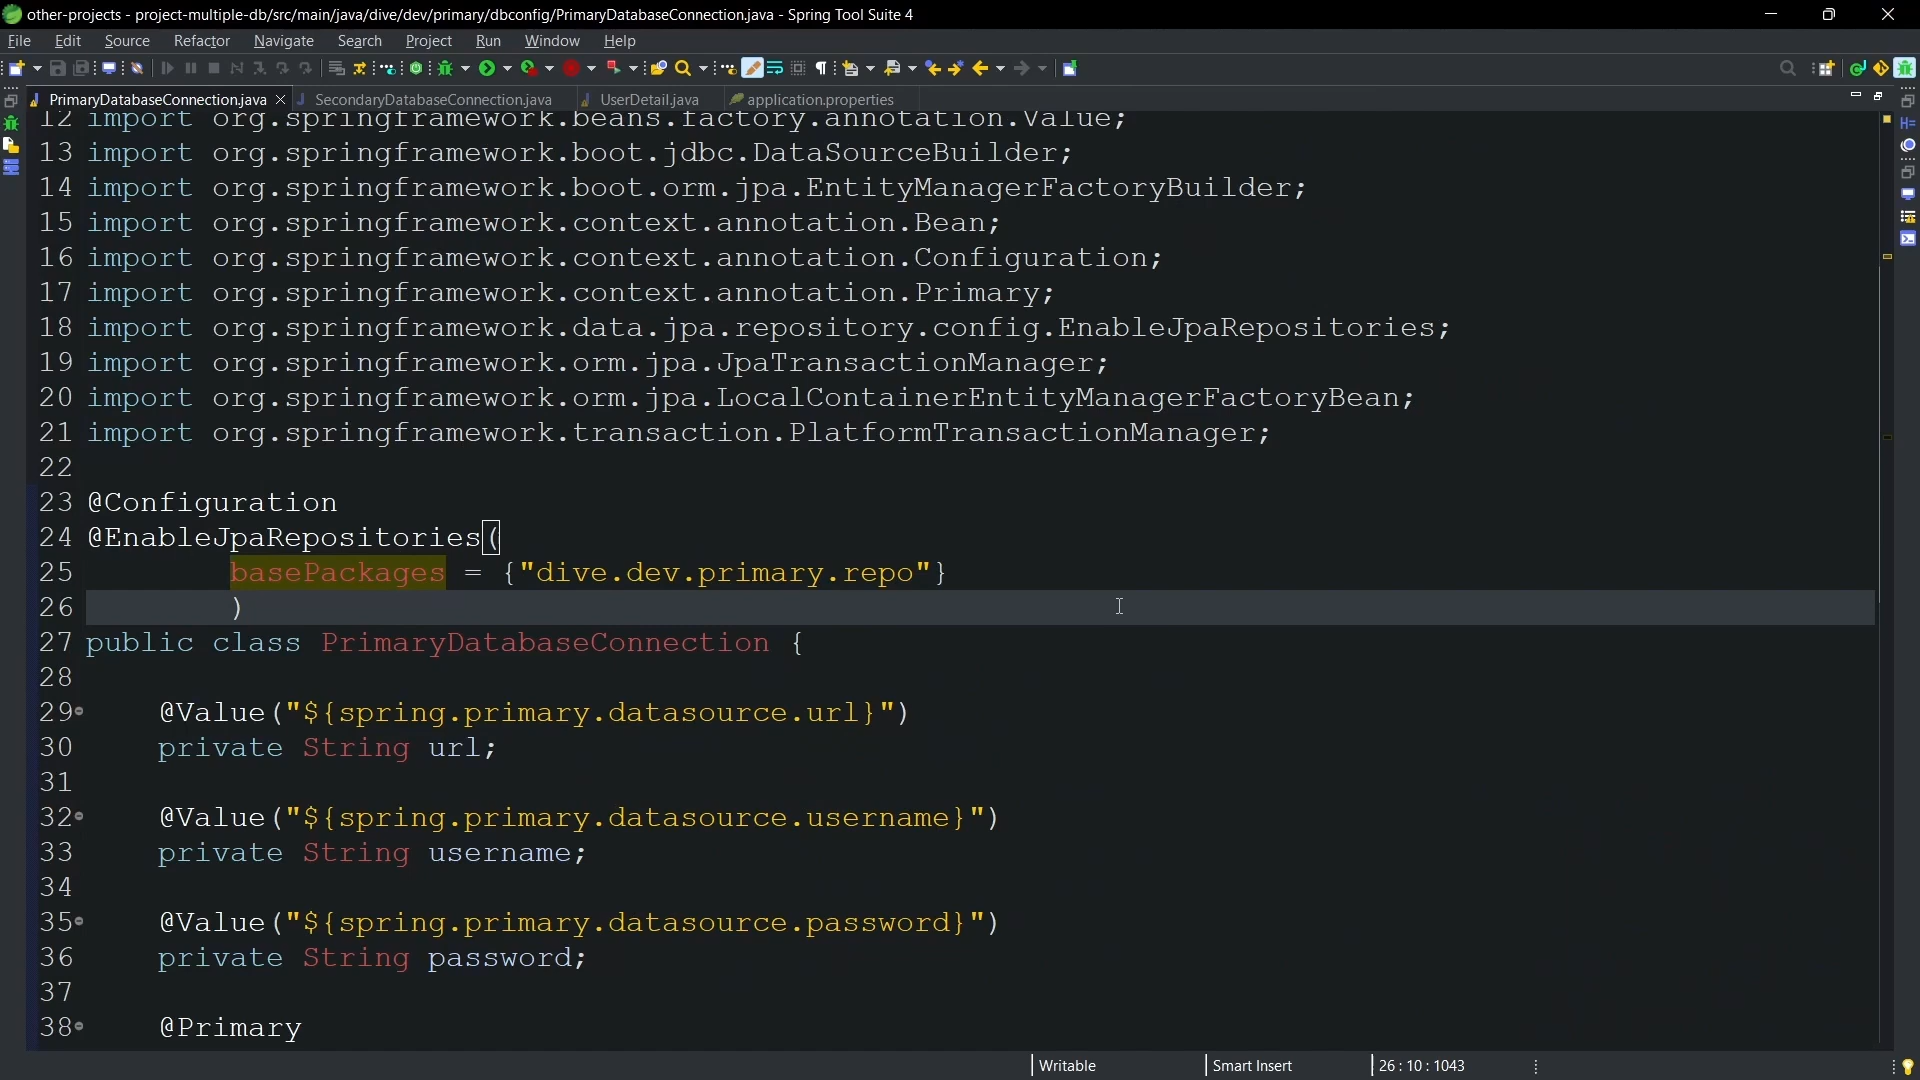 other-projects - project-multiple-db/src/main/java/dive/dev/primary/dbconfig/PrimaryDatabaseConnection.java - Spring Tool Suite 4
File Edit Source Refactor Navigate Search Project Run Window Help
PrimaryDatabaseConnection.java SecondaryDatabaseConnection.java UserDetail.java application.properties
12 import org.springframework.beans.factory.annotation.Value;
13 import org.springframework.boot.jdbc.DataSourceBuilder;
14 import org.springframework.boot.orm.jpa.EntityManagerFactoryBuilder;
15 import org.springframework.context.annotation.Bean;
16 import org.springframework.context.annotation.Configuration;
17 import org.springframework.context.annotation.Primary;
18 import org.springframework.data.jpa.repository.config.EnableJpaRepositories;
19 import org.springframework.orm.jpa.JpaTransactionManager;
20 import org.springframework.orm.jpa.LocalContainerEntityManagerFactoryBean;
21 import org.springframework.transaction.PlatformTransactionManager;
22
23 @Configuration
24 @EnableJpaRepositories(
25 basePackages = {"dive.dev.primary.repo"}
26 )
27 public class PrimaryDatabaseConnection {
28
29 @Value("${spring.primary.datasource.url}")
30 private String url;
31
32 @Value("${spring.primary.datasource.username}")
33 private String username;
34
35 @Value("${spring.primary.datasource.password}")
36 private String password;
37
38 @Primary
Writable Smart Insert 26 : 10 : 1043